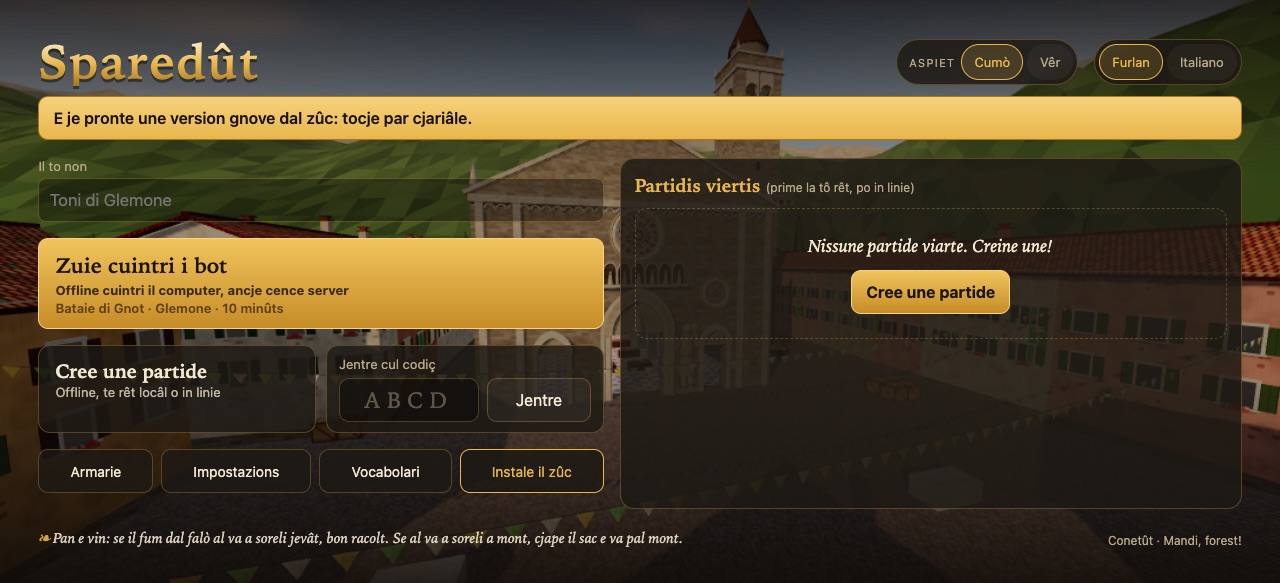 Sparedût
ASPIET Cumò Vêr Furlan Italiano
E je pronte une version gnove dal zûc: tocje par cjariâle.
Il to non
Toni di Glemone
Zuie cuintri i bot
Offline cuintri il computer, ancje cence server
Bataie di Gnot · Glemone · 10 minûts
Cree une partide
Offline, te rêt locâl o in linie
Jentre cul codiç
ABCD
Jentre
Armarie
Impostazions
Vocabolari
Instale il zûc
Partidis viertis (prime la tô rêt, po in linie)
Nissune partide viarte. Creine une!
Cree une partide
❧ Pan e vin: se il fum dal falò al va a soreli jevât, bon racolt. Se al va a soreli a mont, cjape il sac e va pal mont.
Conetût · Mandi, forest!